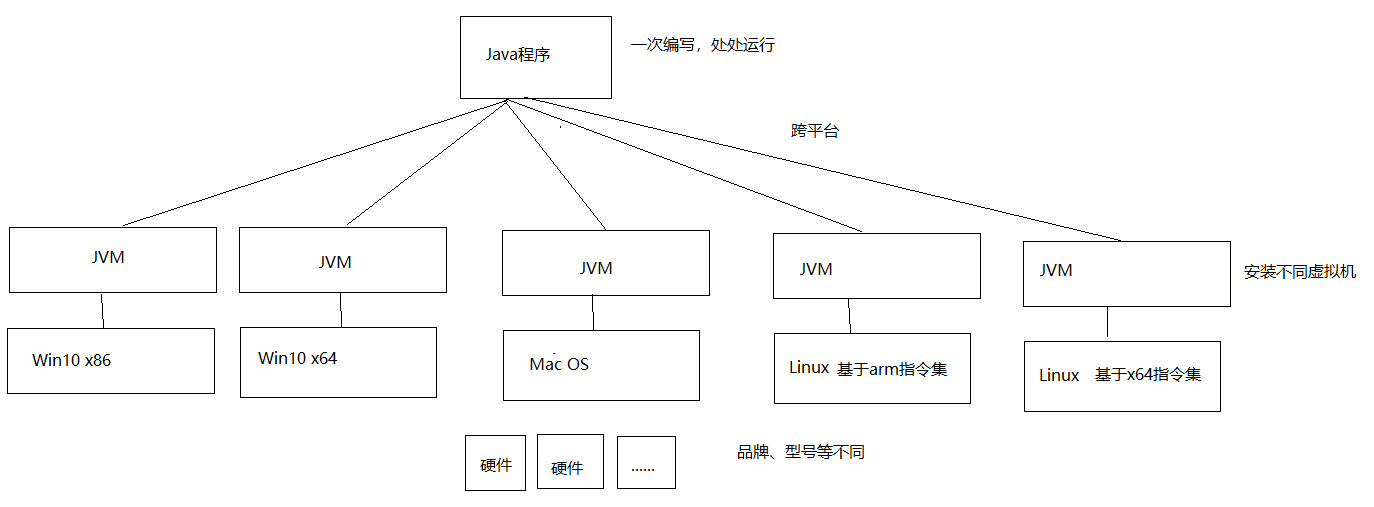 Java程序
一次编写，处处运行
跨平台
JVM
JVM
JVM
JVM
JVM
安装不同虚拟机
Win10 x86
Win10 x64
Mac OS
Linux 基于arm指令集
Linux 基于x64指令集
硬件
硬件
......
品牌、型号等不同